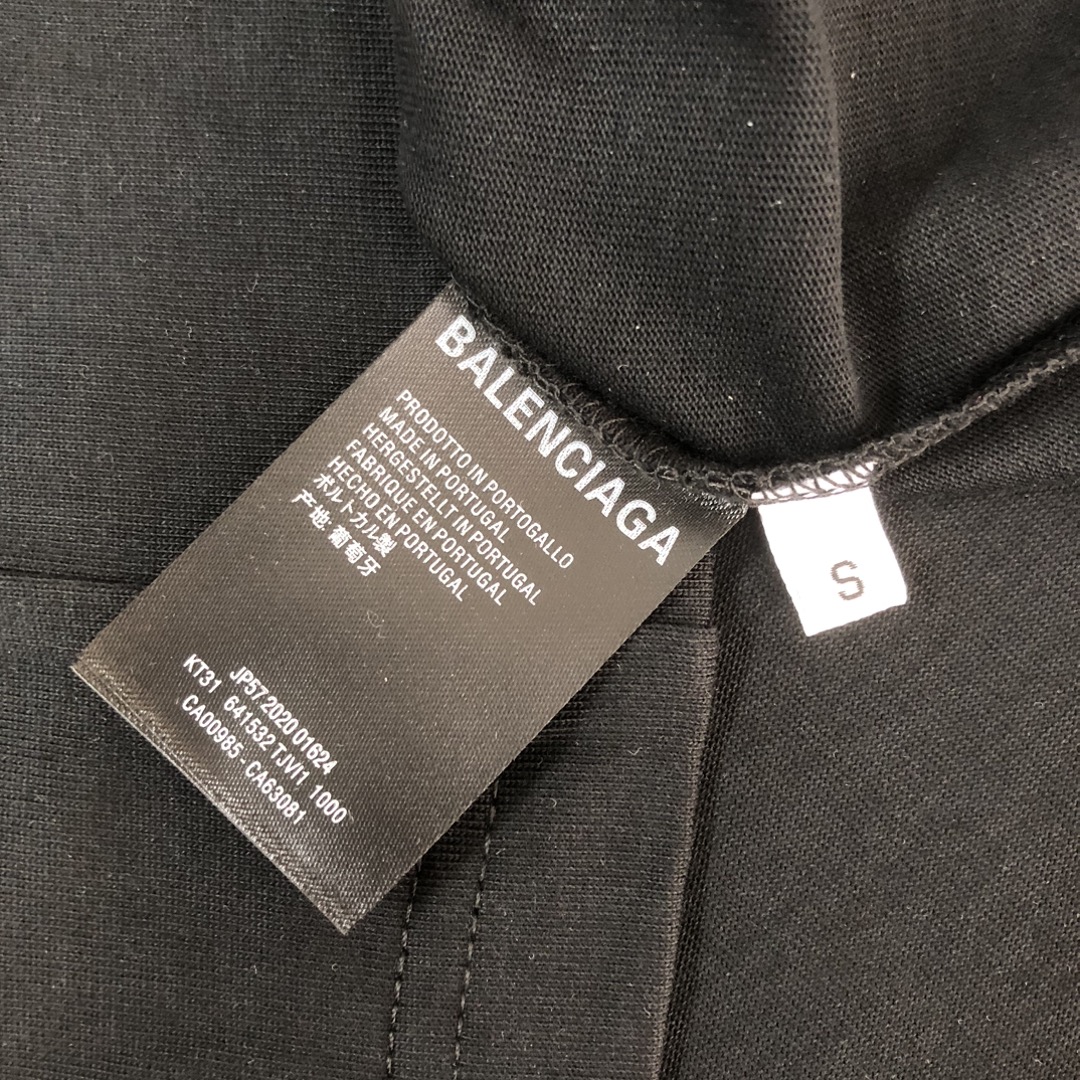 BALENCIAGA
PRODOTTO IN PORTOGALLO
MADE IN PORTUGAL
HERGESTELLT IN PORTUGAL
FABRIQUE EN PORTUGAL
HECHO EN PORTUGAL
ポルトカル製
产地: 葡萄牙
JP57 2020 01624
KT31 641532 TJVI1 1000
CA00985 - CA63081
S